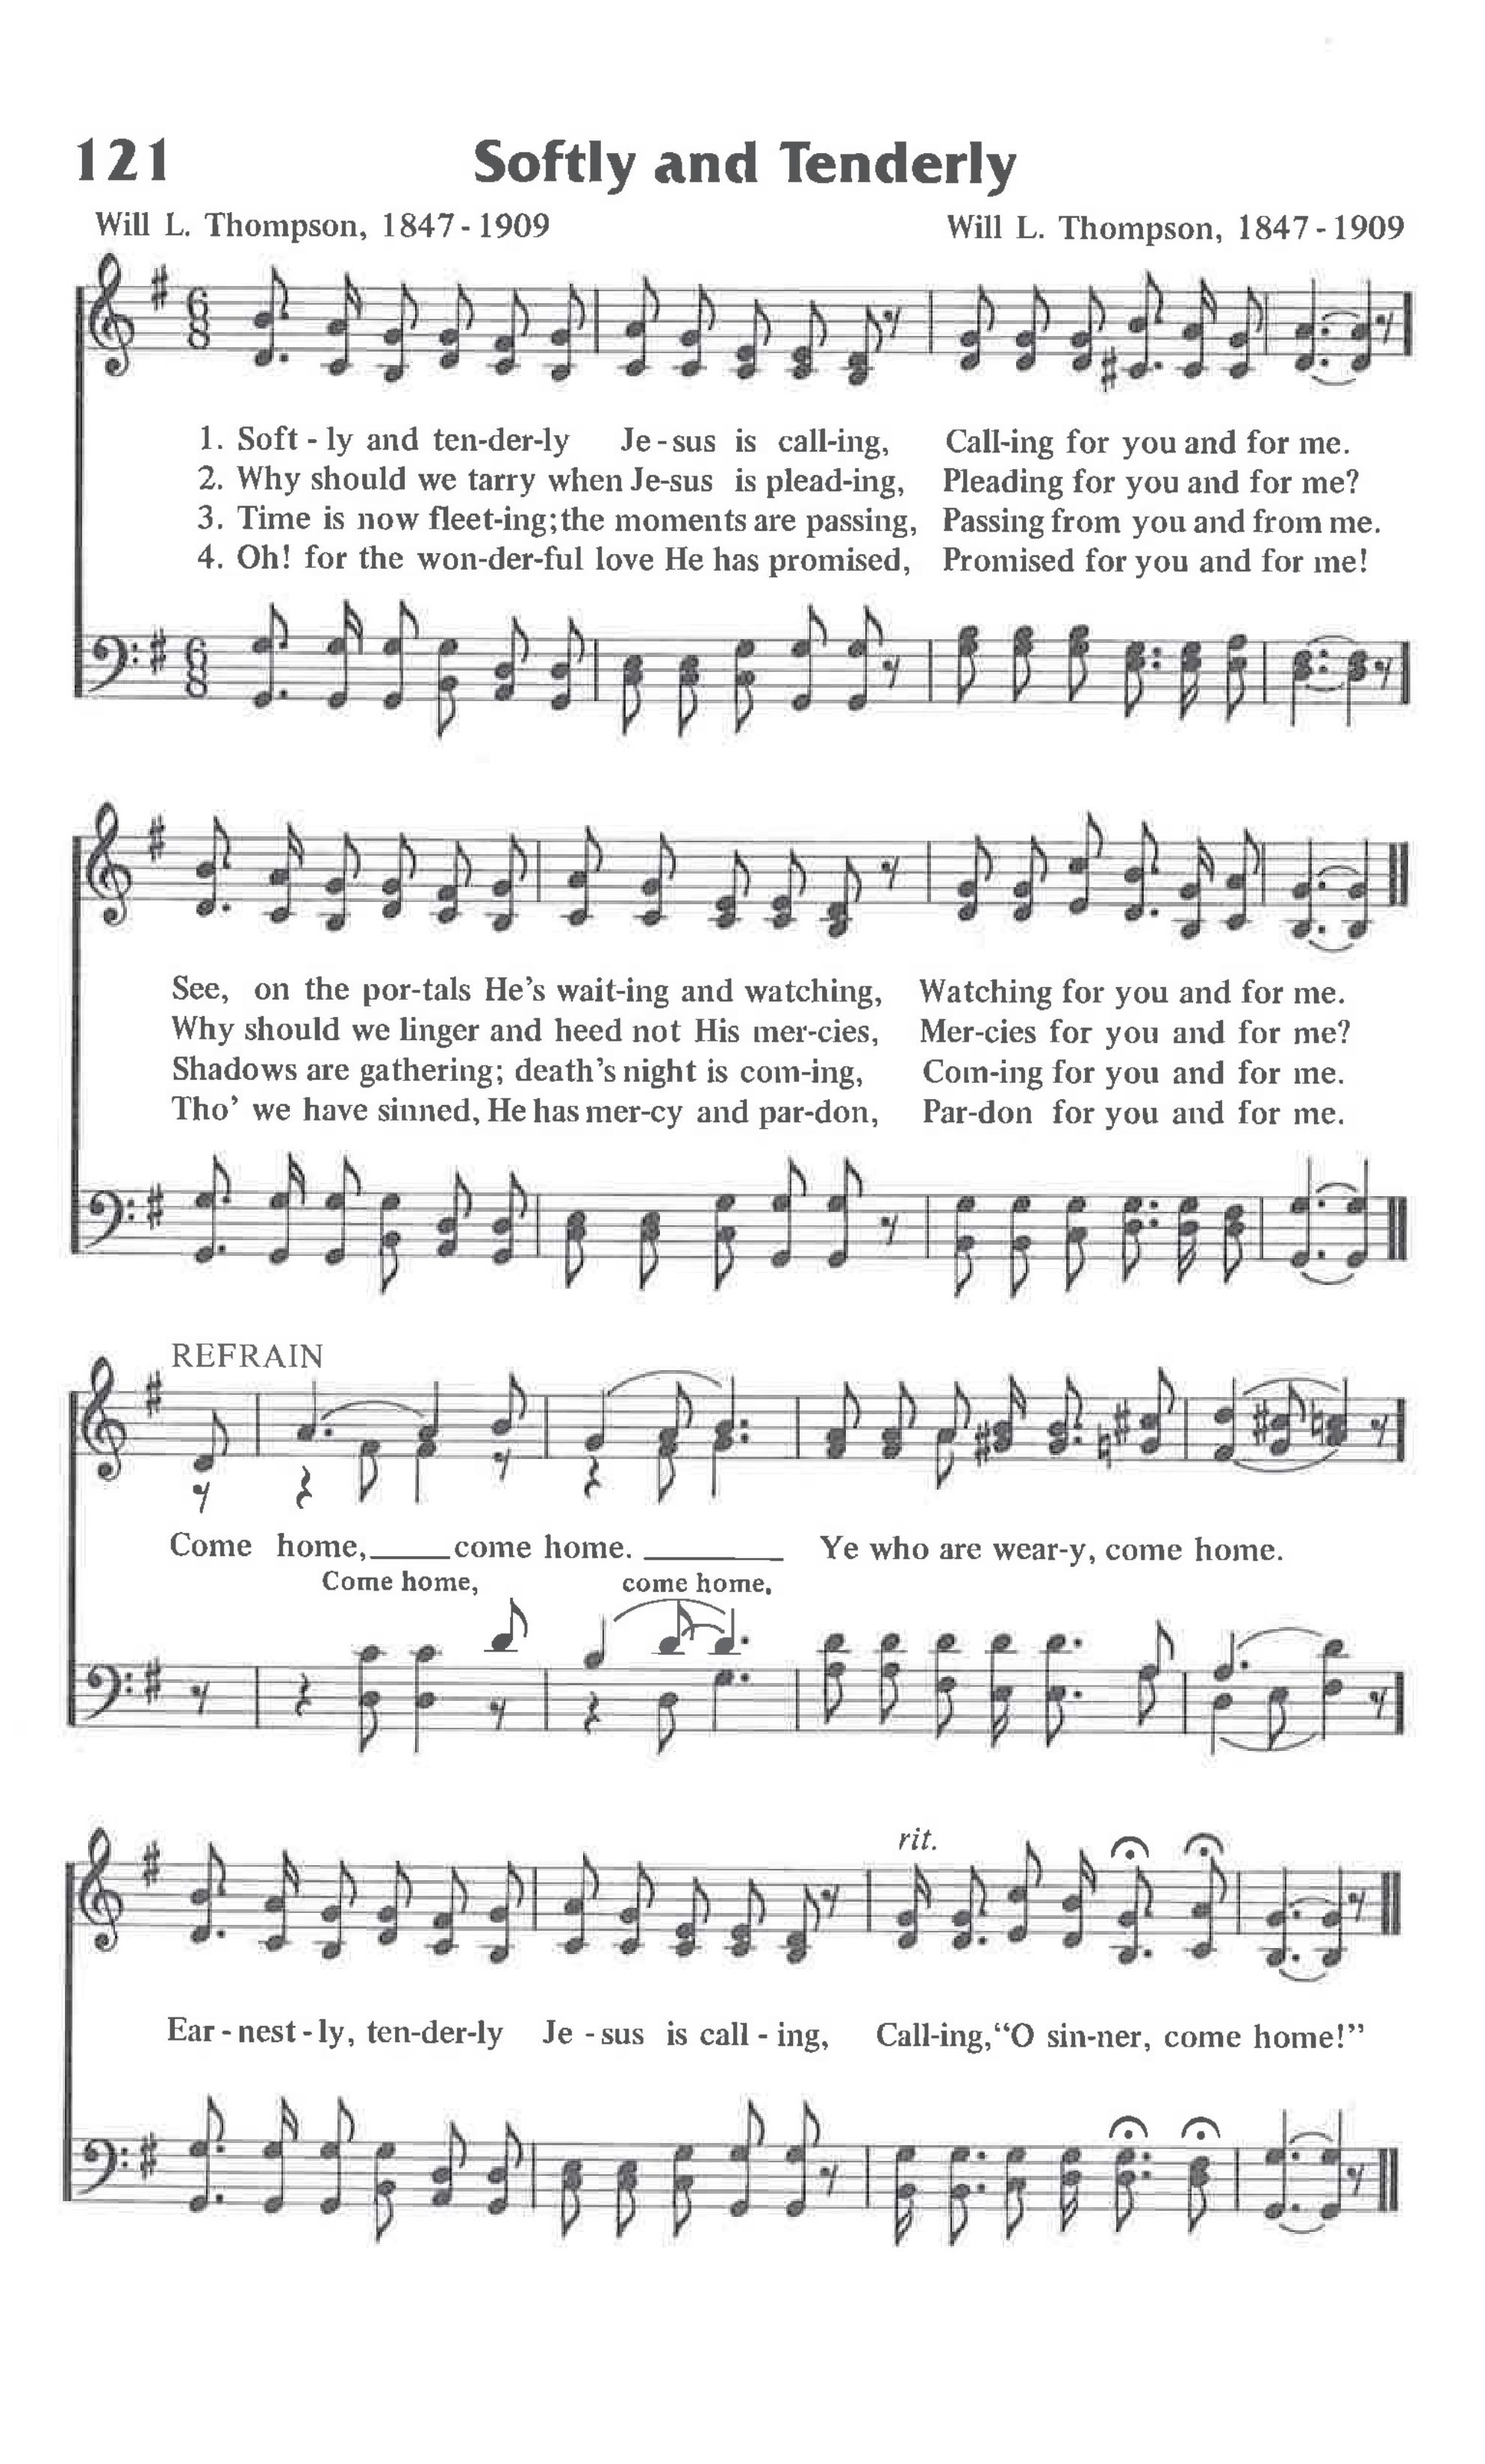 121 Softly and Tenderly
Will L. Thompson, 1847-1909 Will L. Thompson, 1847-1909
1. Soft - ly and ten-der-ly Je-sus is call-ing, Call-ing for you and for me.
2. Why should we tarry when Je-sus is plead-ing, Pleading for you and for me?
3. Time is now fleet-ing; the moments are passing, Passing from you and from me.
4. Oh! for the won-der-ful love He has promised, Promised for you and for me!
See, on the por-tals He's wait-ing and watching, Watching for you and for me.
Why should we linger and heed not His mer-cies, Mer-cies for you and for me?
Shadows are gathering; death's night is com-ing, Com-ing for you and for me.
Tho' we have sinned, He has mer-cy and par-don, Par-don for you and for me.
REFRAIN
Come home,____come home. ________ Ye who are wear-y, come home.
Come home, come home,
rit.
Ear - nest - ly, ten-der-ly Je - sus is call - ing, Call-ing, "O sin-ner, come home!"